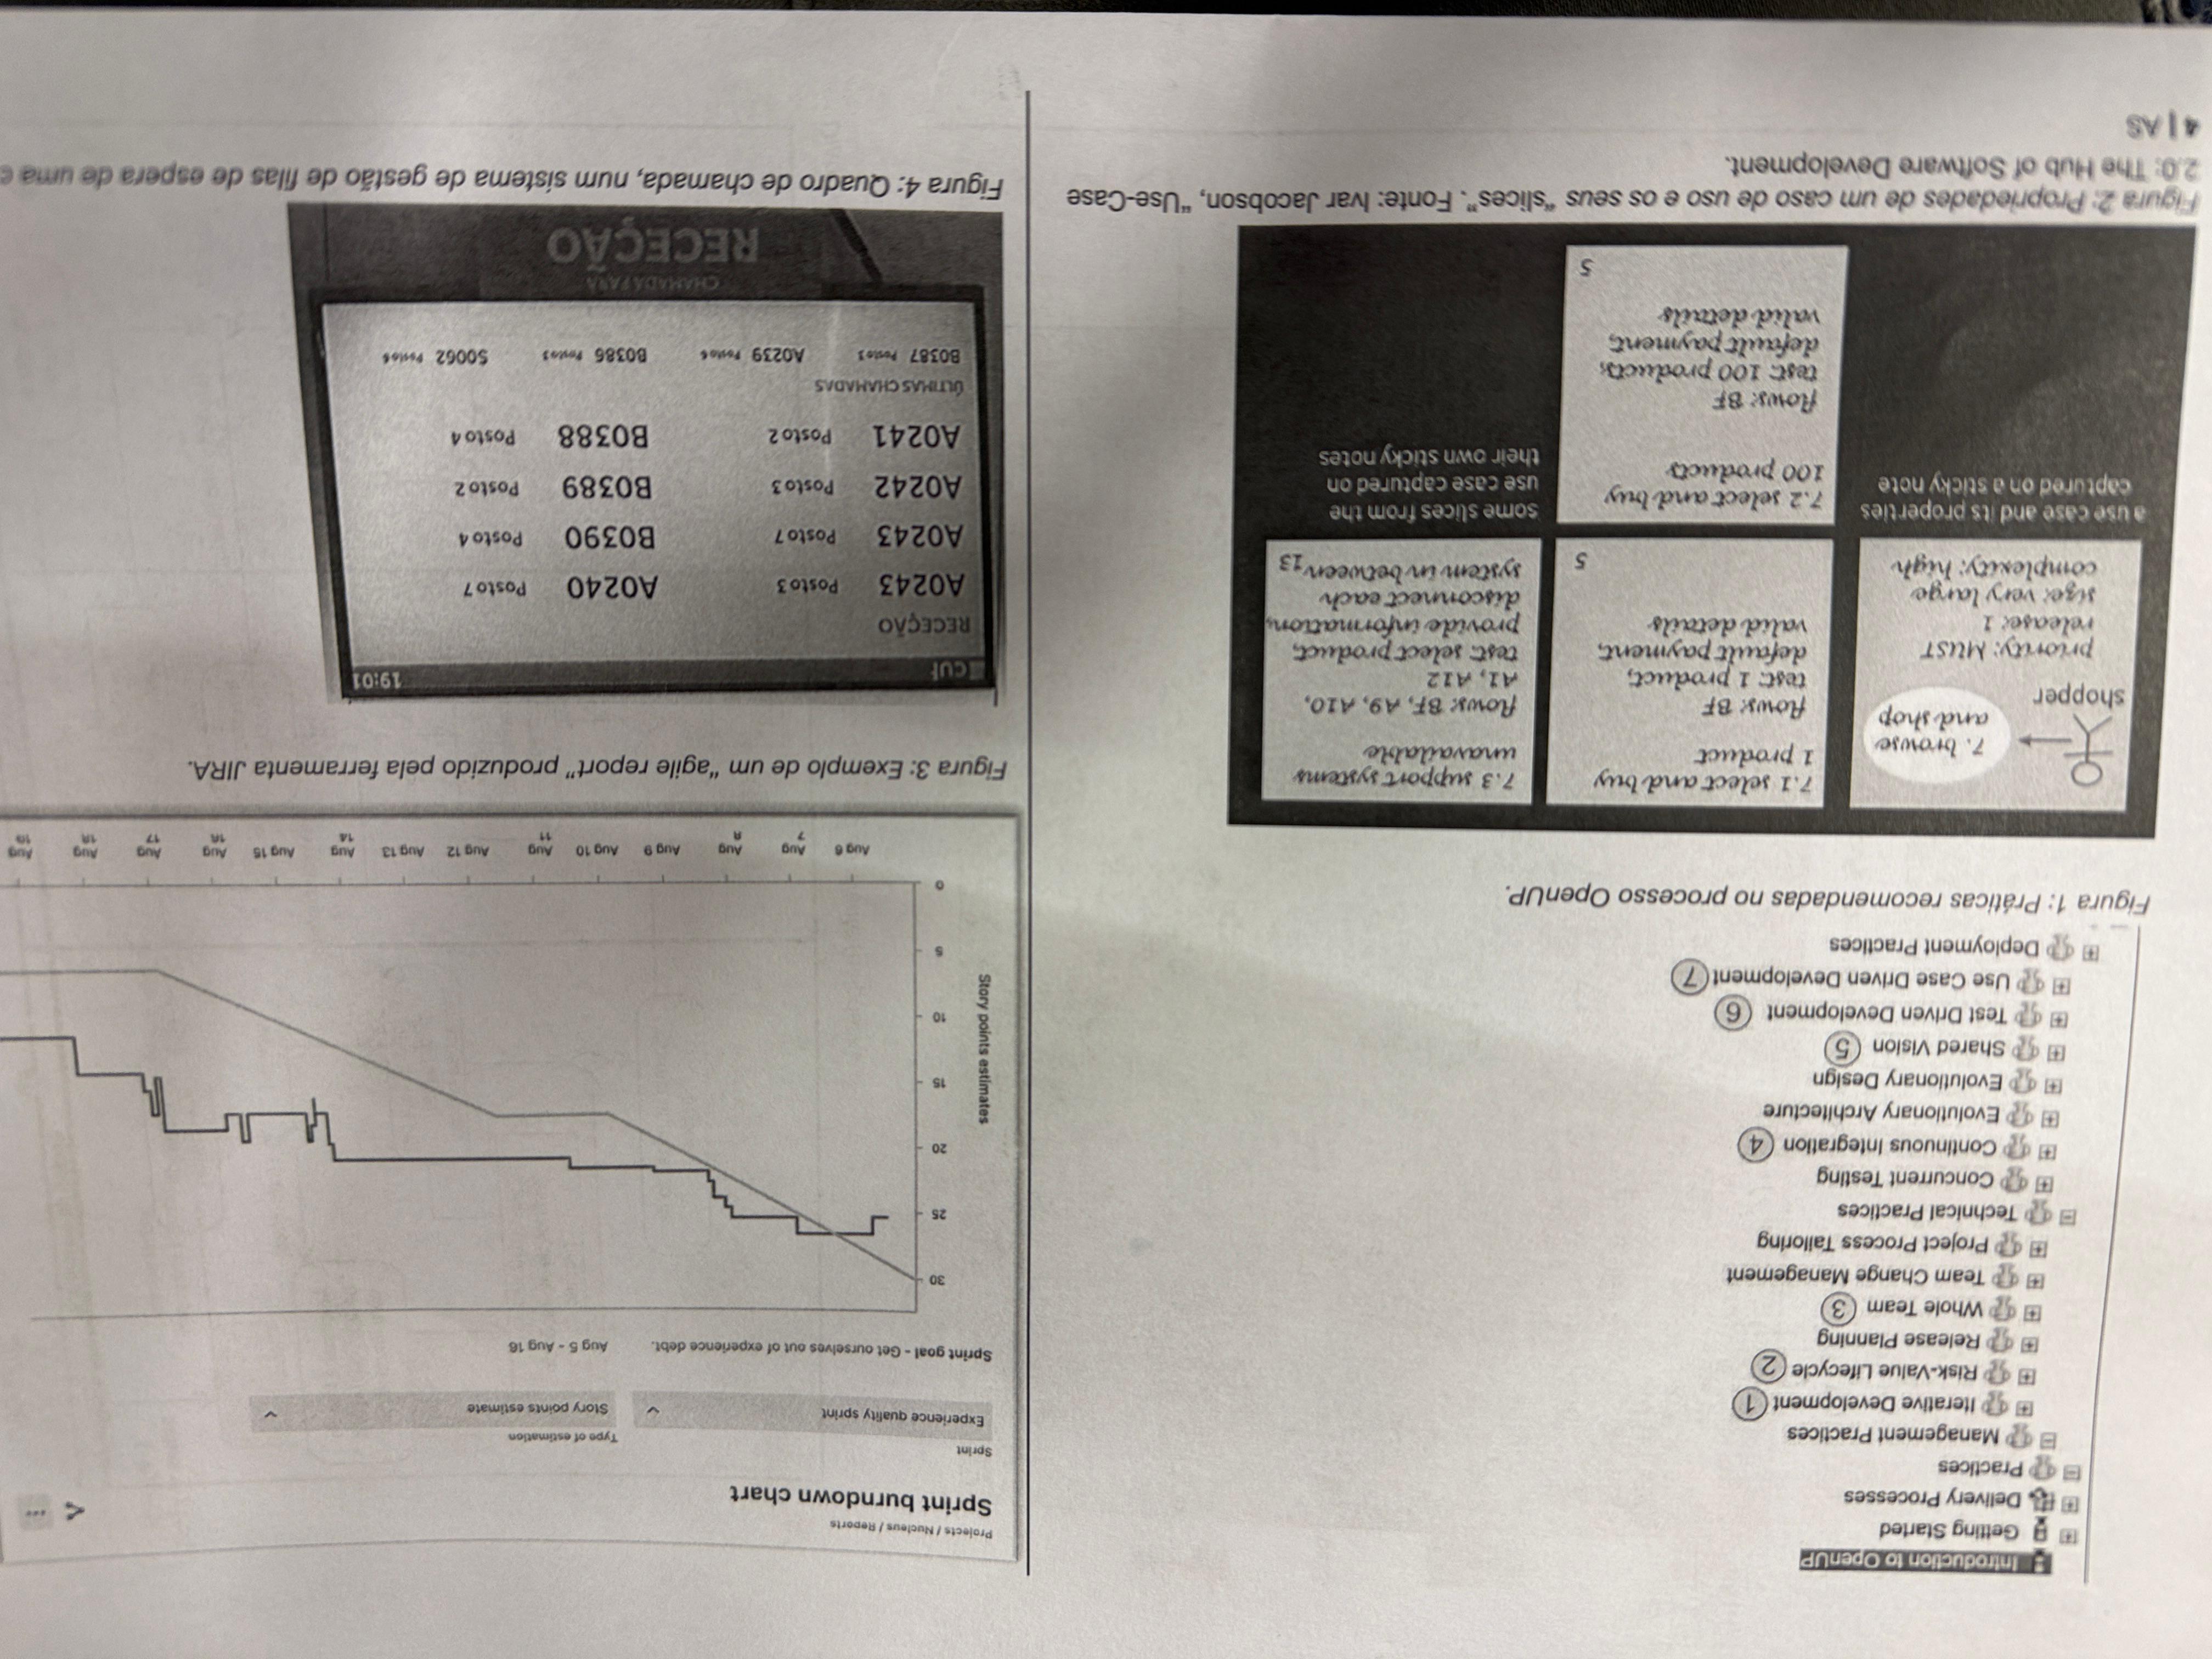 Introduction to OpenUP
Getting Started
Delivery Processes
Practices
Management Practices
Iterative Development 1
Risk-Value Lifecycle 2
Release Planning
Whole Team 3
Team Change Management
Project Process Tailoring
Technical Practices
Concurrent Testing
Continuous Integration 4
Evolutionary Architecture
Evolutionary Design
Shared Vision 5
Test Driven Development 6
Use Case Driven Development 7
Deployment Practices
Figura 1: Práticas recomendadas no processo OpenUP.
shopper
7. browse
and shop
priority: MUST
release: 1
size: very large
complexity: high
a use case and its properties
captured on a sticky note
7.1 select and buy
1 product
flows: BF
test: 1 product,
default payment,
valid details
5
7.3 support systems
unavailable
flows: BF, A9, A10,
A1, A12
test: select product,
provide information,
disconnect each
system in between
13
7.2 select and buy
100 products
flows: BF
test: 100 products,
default payment,
valid details
5
some slices from the
use case captured on
their own sticky notes
Figura 2: Propriedades de um caso de uso e os seus “slices”. Fonte: Ivar Jacobson, “Use-Case
2.0: The Hub of Software Development.
4 | AS
Projects / Nucleus / Reports
Sprint burndown chart
Sprint
Experience quality sprint
Type of estimation
Story points estimate
Sprint goal - Get ourselves out of experience debt.
Aug 5 - Aug 16
Story points estimates
30
25
20
15
10
5
0
Aug 6
Aug 7
Aug 8
Aug 9
Aug 10
Aug 11
Aug 12
Aug 13
Aug 14
Aug 15
Aug 16
Aug 17
Aug 18
Aug 19
Figura 3: Exemplo de um “agile report” produzido pela ferramenta JIRA.
19:01
RECEÇÃO
A0243 Posto 3 A0240 Posto 7
A0243 Posto 7 B0390 Posto 4
A0242 Posto 3 B0389 Posto 2
A0241 Posto 2 B0388 Posto 4
ÚLTIMAS CHAMADAS
B0387 Posto 3 A0239 Posto 6 B0386 Posto 3 S0062 Posto 6
CHAMADA PARA
RECEÇÃO
Figura 4: Quadro de chamada, num sistema de gestão de filas de espera de uma